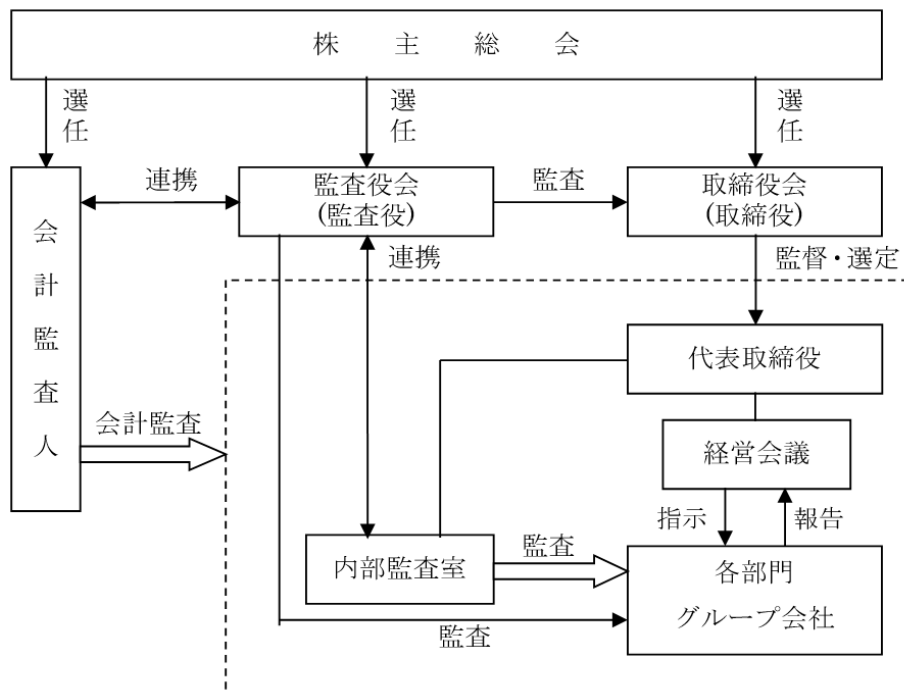 株主総会
選任
選任
選任
会計監査人
連携
監査役会
(監査役)
監査
取締役会
(取締役)
連携
監督・選定
代表取締役
会計監査
経営会議
指示
報告
内部監査室
監査
各部門
グループ会社
監査